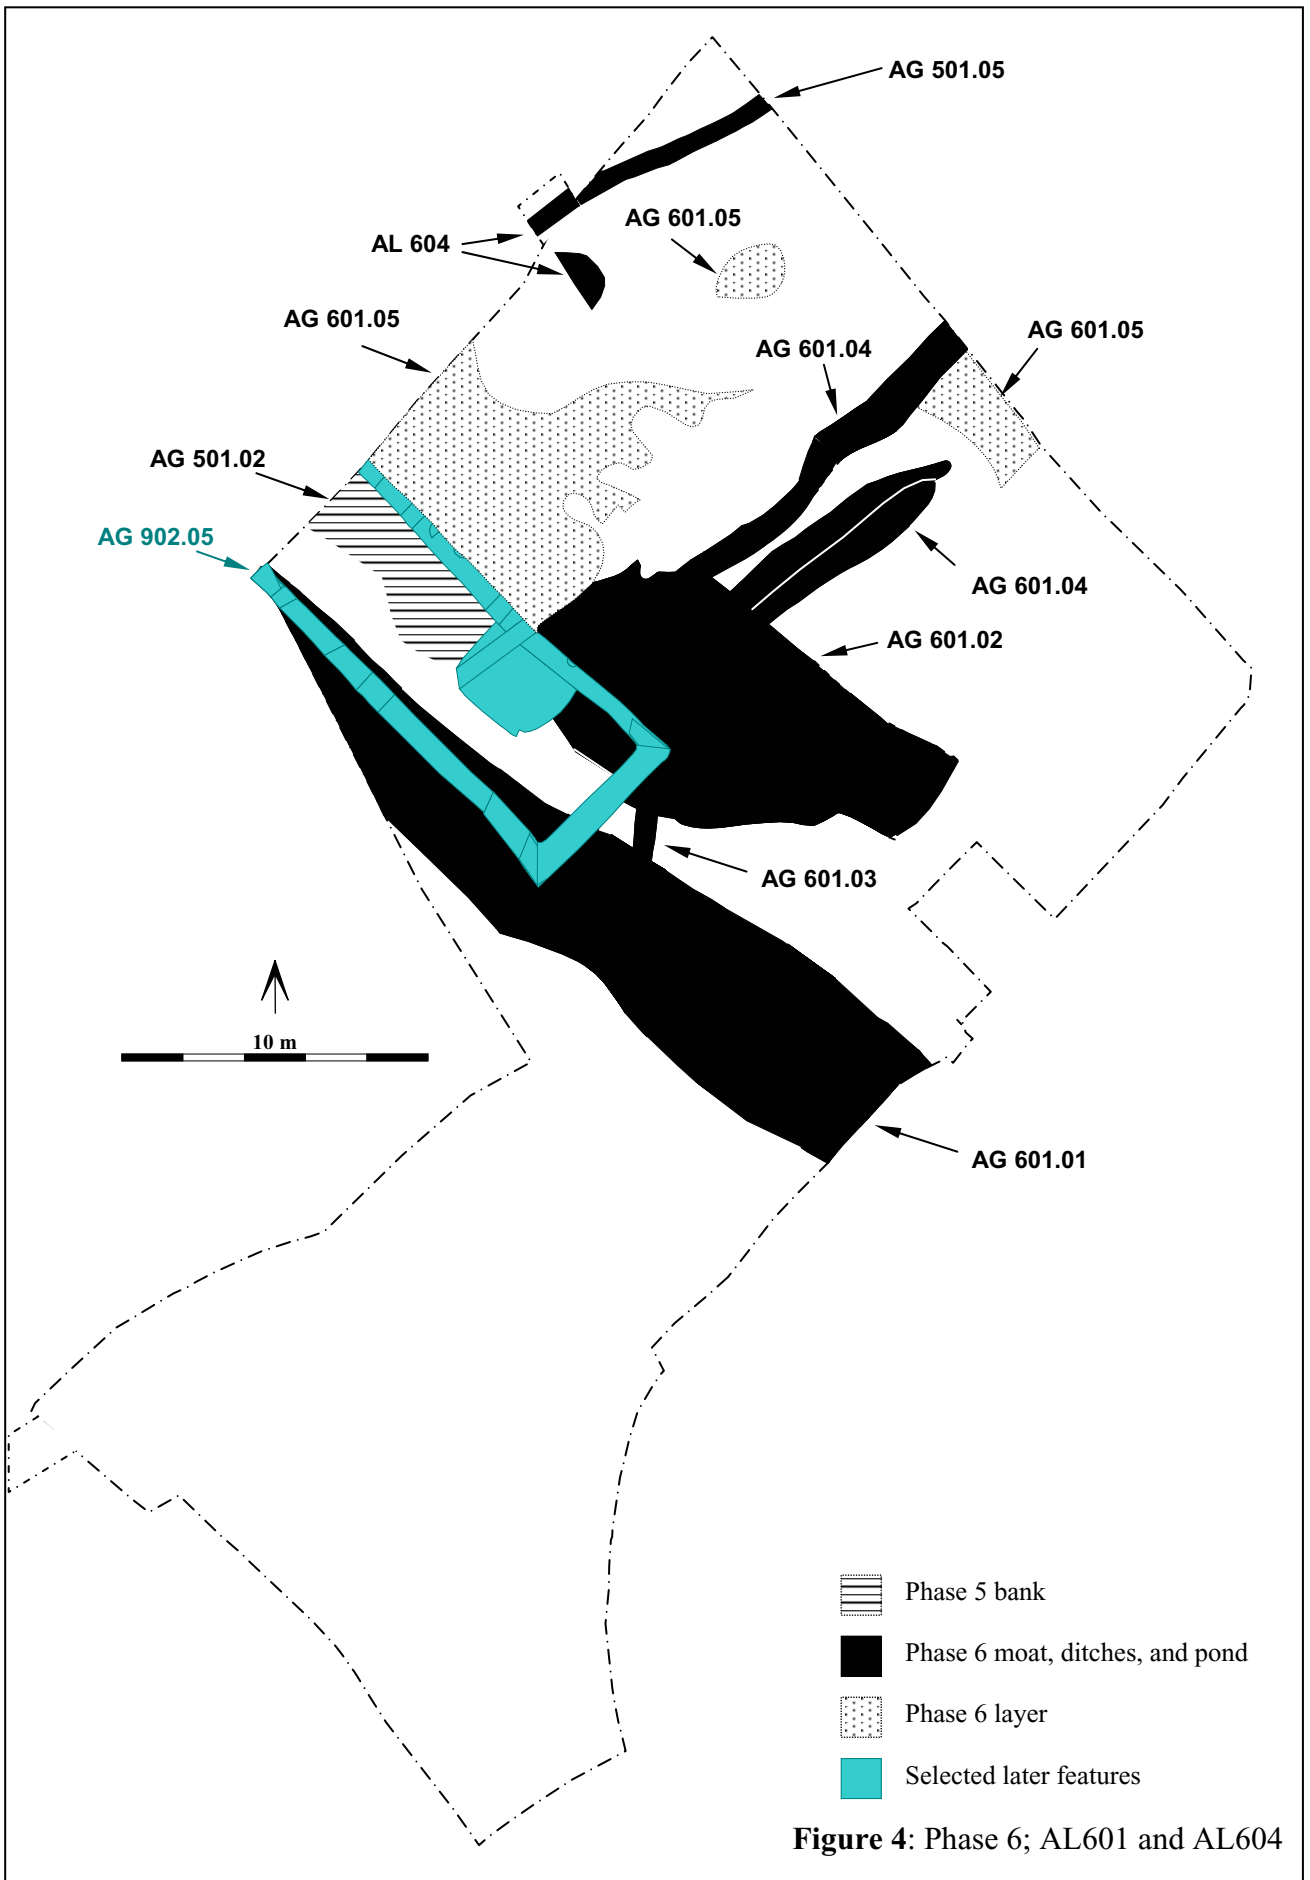 AG 501.05
AG 601.05
AL 604
AG 601.05
AG 601.05
AG 601.04
AG 501.02
AG 902.05
AG 601.04
AG 601.02
AG 601.03
10 m
AG 601.01
Phase 5 bank
Phase 6 moat, ditches, and pond
Phase 6 layer
Selected later features
Figure 4: Phase 6; AL601 and AL604